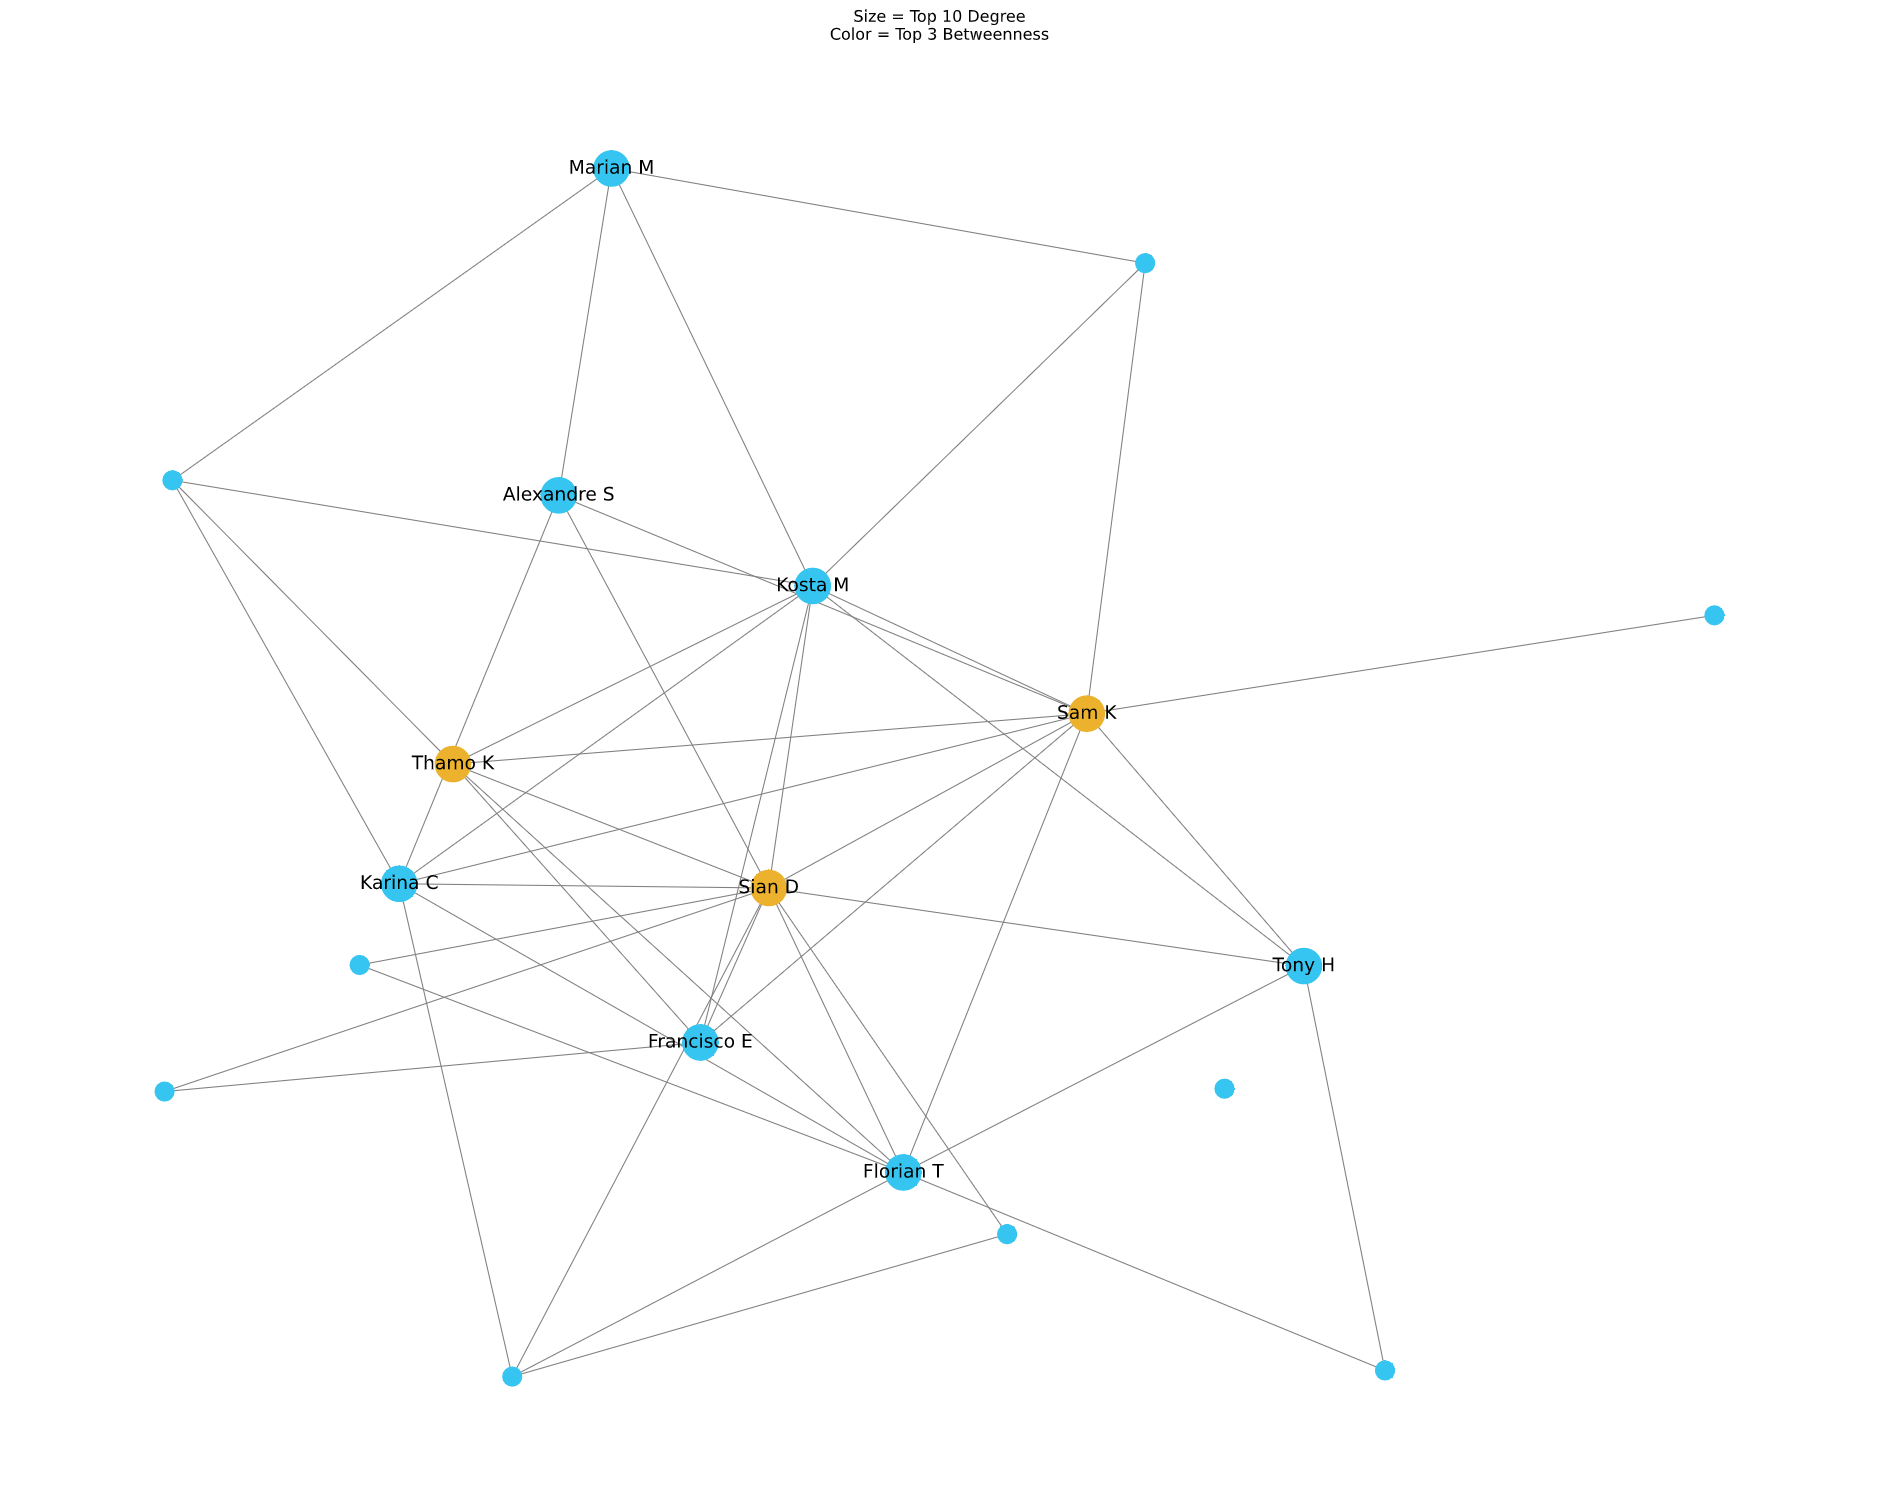 Size = Top 10 Degree
Color = Top 3 Betweenness
Marian M
Alexandre S
Kosta M
Sam K
Thamo K
Karina C
Sian D
Tony H
Francisco E
Florian T